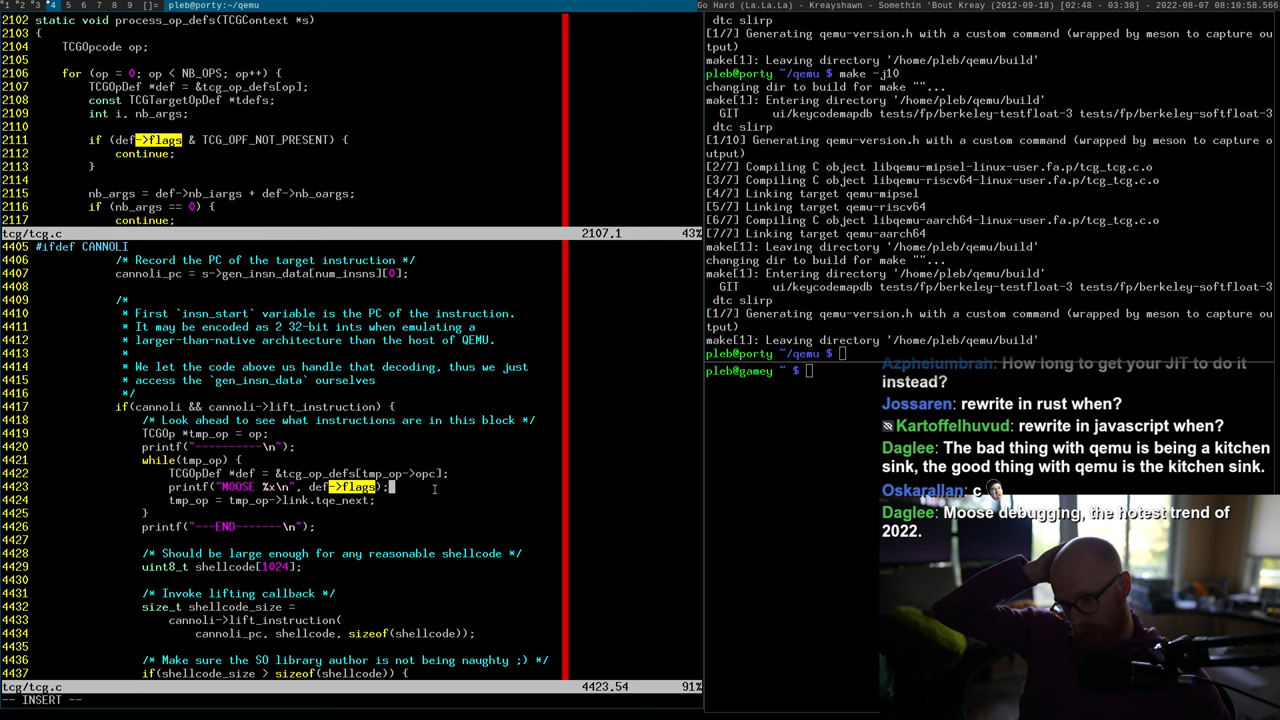 1 2 3 4 5 6 7 8 9 []= pleb@porty:~/qemu
Go Hard (La.La.La) - Kreayshawn - Somethin 'Bout Kreay (2012-09-18) [02:48 - 03:38] - 2022-08-07 08:10:58.566
2102 static void process_op_defs(TCGContext *s)
2103 {
2104     TCGOpcode op;
2105
2106     for (op = 0; op < NB_OPS; op++) {
2107         TCGOpDef *def = &tcg_op_defs[op];
2108         const TCGTargetOpDef *tdefs;
2109         int i, nb_args;
2110
2111         if (def->flags & TCG_OPF_NOT_PRESENT) {
2112             continue;
2113         }
2114
2115         nb_args = def->nb_iargs + def->nb_oargs;
2116         if (nb_args == 0) {
2117             continue;
tcg/tcg.c 2107,1 43%
4405 #ifdef CANNOLI
4406             /* Record the PC of the target instruction */
4407             cannoli_pc = s->gen_insn_data[num_insns][0];
4408
4409             /*
4410              * First `insn_start` variable is the PC of the instruction.
4411              * It may be encoded as 2 32-bit ints when emulating a
4412              * larger-than-native architecture than the host of QEMU.
4413              *
4414              * We let the code above us handle that decoding, thus we just
4415              * access the `gen_insn_data` ourselves
4416              */
4417             if(cannoli && cannoli->lift_instruction) {
4418                 /* Look ahead to see what instructions are in this block */
4419                 TCGOp *tmp_op = op;
4420                 printf("----------\n");
4421                 while(tmp_op) {
4422                     TCGOpDef *def = &tcg_op_defs[tmp_op->opc];
4423                     printf("MOOSE %x\n", def->flags);
4424                     tmp_op = tmp_op->link.tqe_next;
4425                 }
4426                 printf("---END-------\n");
4427
4428                 /* Should be large enough for any reasonable shellcode */
4429                 uint8_t shellcode[1024];
4430
4431                 /* Invoke lifting callback */
4432                 size_t shellcode_size =
4433                     cannoli->lift_instruction(
4434                         cannoli_pc, shellcode, sizeof(shellcode));
4435
4436                 /* Make sure the SO library author is not being naughty ;) */
4437                 if(shellcode_size > sizeof(shellcode)) {
tcg/tcg.c 4423,54 91%
-- INSERT --
dtc slirp
[1/7] Generating qemu-version.h with a custom command (wrapped by meson to capture o
utput)
make[1]: Leaving directory '/home/pleb/qemu/build'
pleb@porty ~/qemu $ make -j10
changing dir to build for make ""...
make[1]: Entering directory '/home/pleb/qemu/build'
GIT     ui/keycodemapdb tests/fp/berkeley-testfloat-3 tests/fp/berkeley-softfloat-3
dtc slirp
[1/10] Generating qemu-version.h with a custom command (wrapped by meson to capture o
utput)
[2/7] Compiling C object libqemu-mipsel-linux-user.fa.p/tcg_tcg.c.o
[3/7] Compiling C object libqemu-riscv64-linux-user.fa.p/tcg_tcg.c.o
[4/7] Linking target qemu-mipsel
[5/7] Linking target qemu-riscv64
[6/7] Compiling C object libqemu-aarch64-linux-user.fa.p/tcg_tcg.c.o
[7/7] Linking target qemu-aarch64
make[1]: Leaving directory '/home/pleb/qemu/build'
changing dir to build for make ""...
make[1]: Entering directory '/home/pleb/qemu/build'
GIT     ui/keycodemapdb tests/fp/berkeley-testfloat-3 tests/fp/berkeley-softfloat-3
dtc slirp
[1/7] Generating qemu-version.h with a custom command (wrapped by meson to capture o
utput)
make[1]: Leaving directory '/home/pleb/qemu/build'
pleb@porty ~/qemu $
pleb@gamey ~ $
Azphelumbrah: How long to get your JIT to do it
instead?
Jossaren: rewrite in rust when?
Kartoffelhuvud: rewrite in javascript when?
Daglee: The bad thing with qemu is being a kitchen
sink, the good thing with qemu is the kitchen sink.
Oskarallan: c
Daglee: Moose debugging, the hotest trend of
2022.